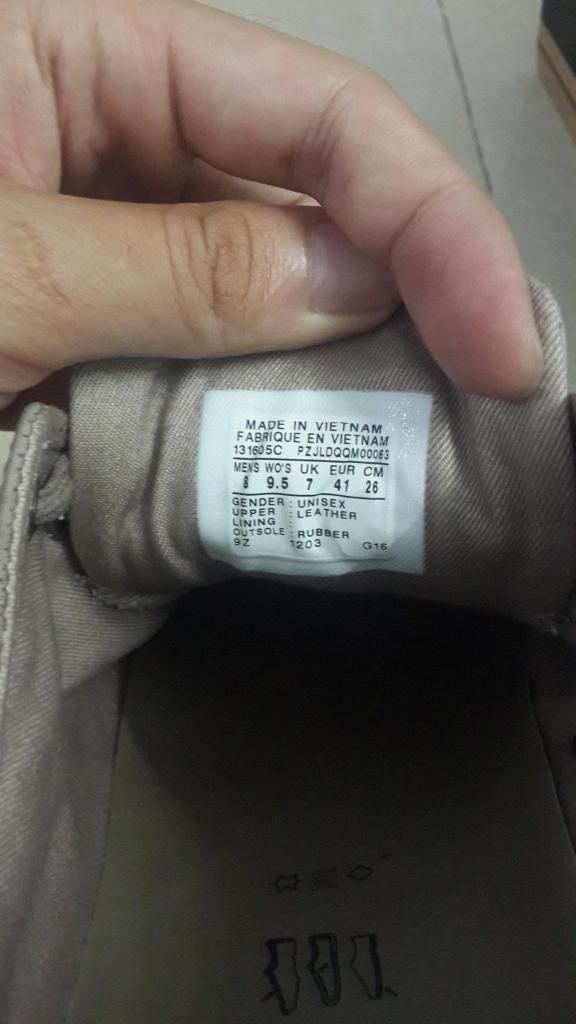 MADE IN VIETNAM
FABRIQUE EN VIETNAM
131605C PZJLDQQM00063
MEN'S WO'S UK EUR CM
8 9.5 7 41 26
GENDER : UNISEX
UPPER : LEATHER
LINING :
OUTSOLE : RUBBER
9Z 1203 G15